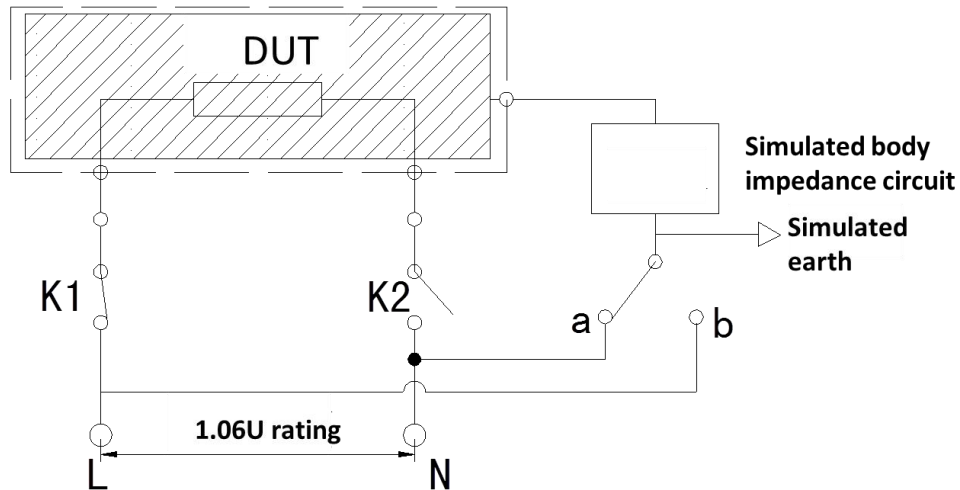 DUT
Simulated body
impedance circuit
Simulated
earth
K1
K2
a
b
1.06U rating
L
N